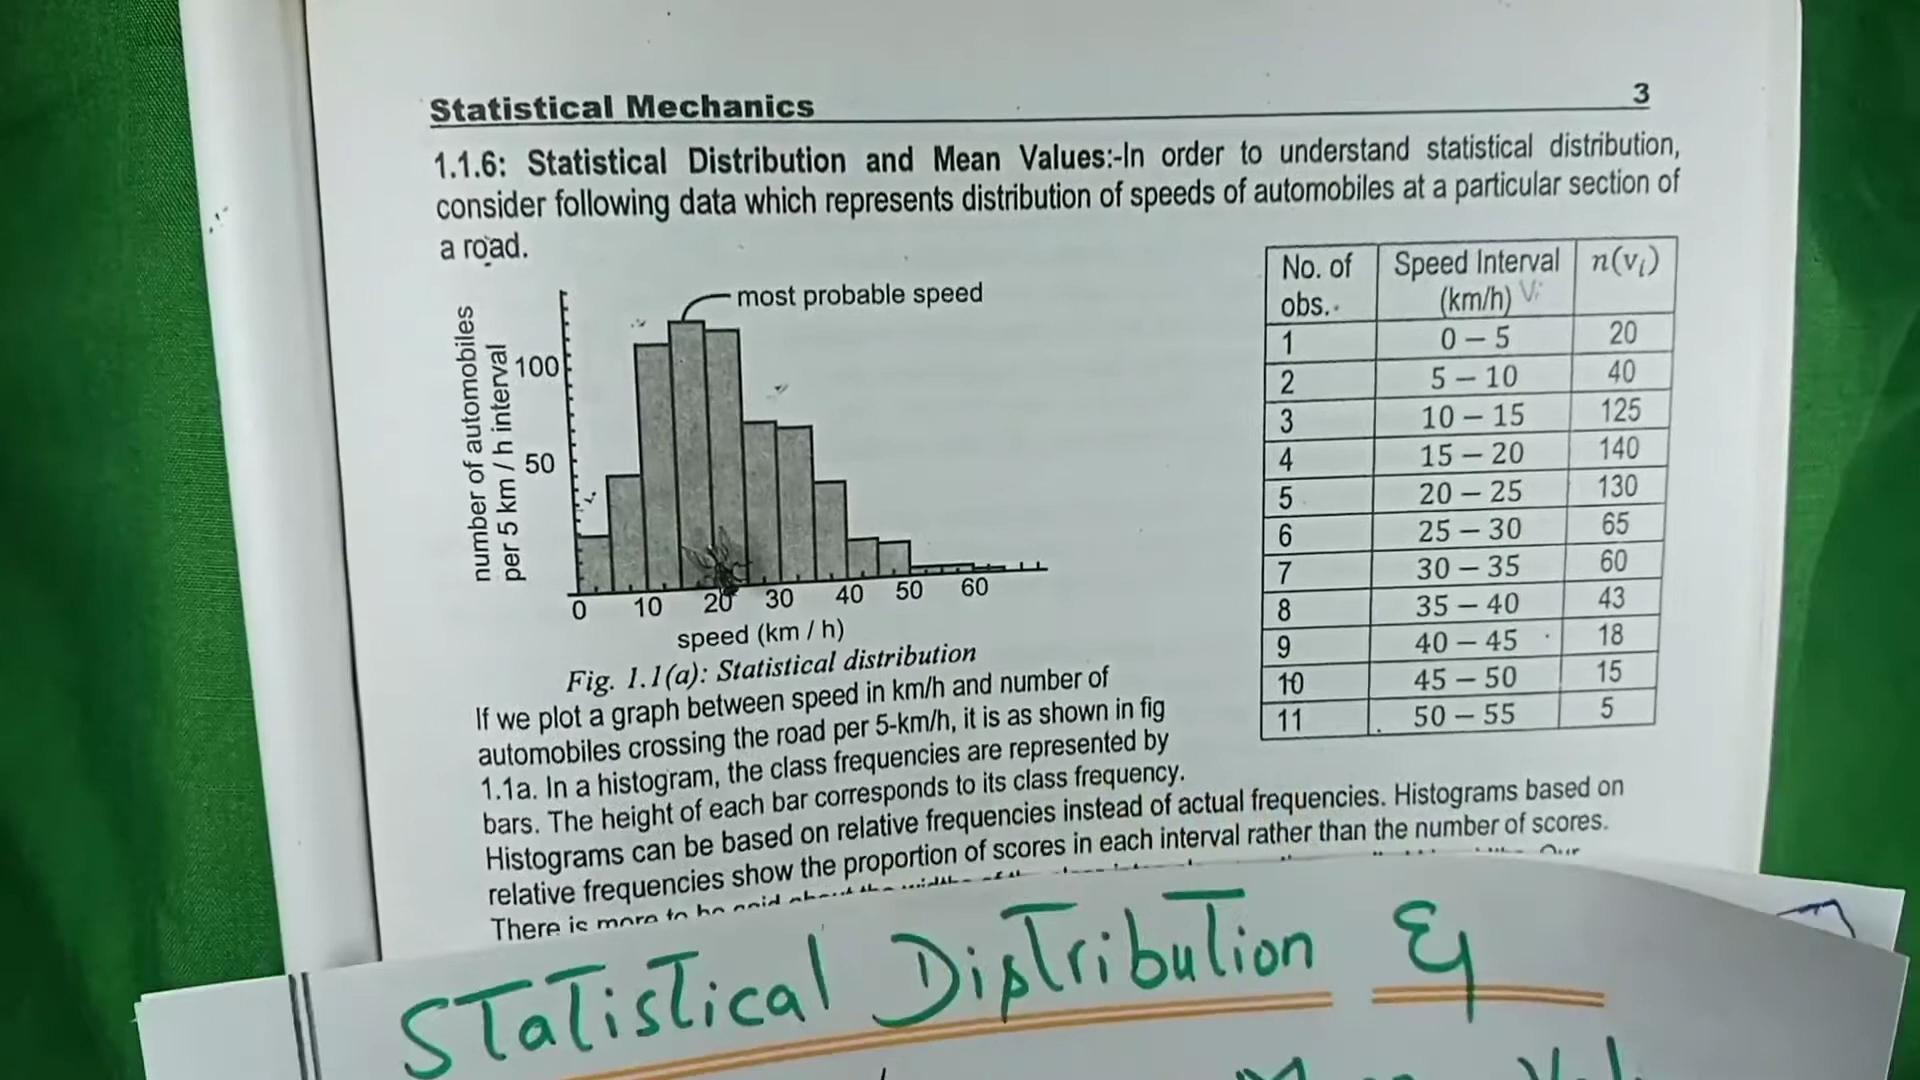 Statistical Mechanics 3
1.1.6: Statistical Distribution and Mean Values:-In order to understand statistical distribution,
consider following data which represents distribution of speeds of automobiles at a particular section of
a road.
number of automobiles
per 5 km / h interval
most probable speed
100
50
0 10 20 30 40 50 60
speed (km / h)
Fig. 1.1(a): Statistical distribution
No. of obs. Speed Interval (km/h) Vi n(vᵢ)
1 0 – 5 20
2 5 – 10 40
3 10 – 15 125
4 15 – 20 140
5 20 – 25 130
6 25 – 30 65
7 30 – 35 60
8 35 – 40 43
9 40 – 45 18
10 45 – 50 15
11 50 – 55 5
If we plot a graph between speed in km/h and number of
automobiles crossing the road per 5-km/h, it is as shown in fig
1.1a. In a histogram, the class frequencies are represented by
bars. The height of each bar corresponds to its class frequency.
Histograms can be based on relative frequencies instead of actual frequencies. Histograms based on
relative frequencies show the proportion of scores in each interval rather than the number of scores.
There is more to be said about the
Statistical Distribution &